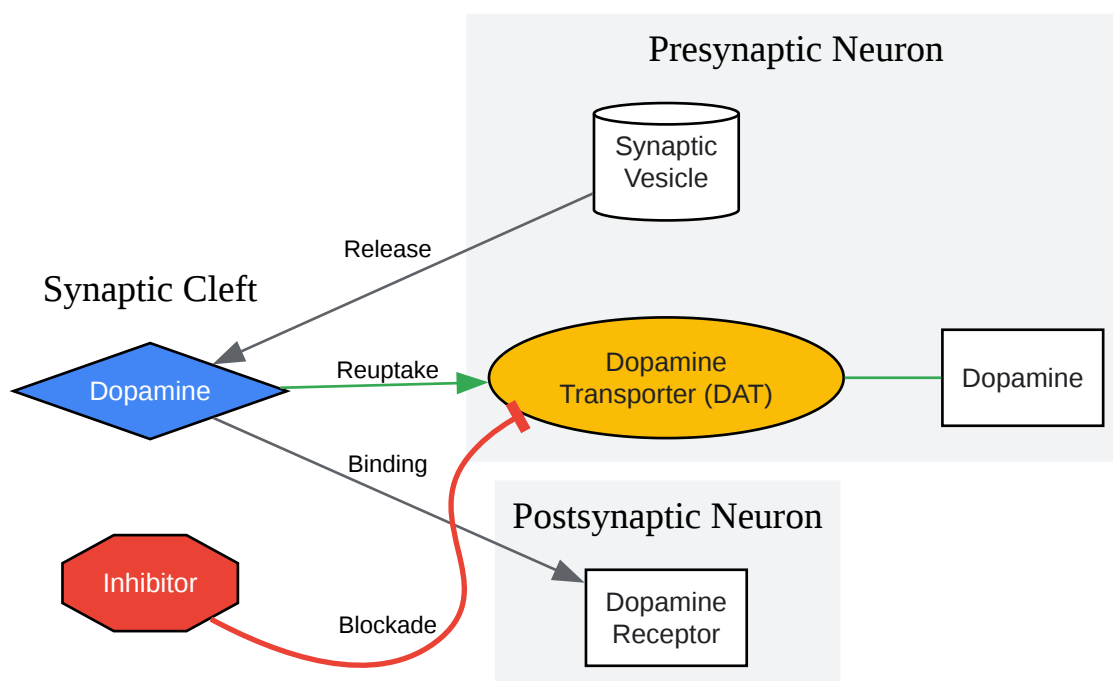 Presynaptic Neuron
Synaptic
Vesicle
Release
Synaptic Cleft
Dopamine
Reuptake
Dopamine
Transporter (DAT)
Dopamine
Binding
Postsynaptic Neuron
Inhibitor
Dopamine
Receptor
Blockade